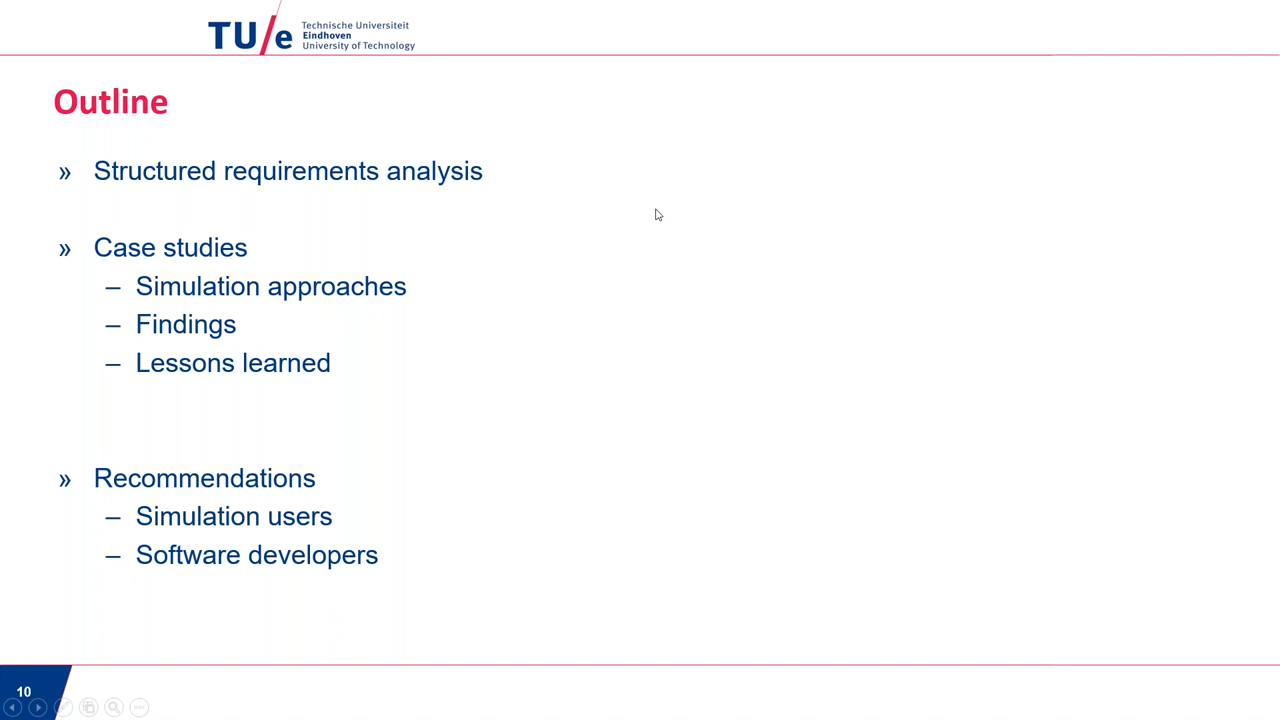 TU/e
Technische Universiteit
Eindhoven
University of Technology
Outline
» Structured requirements analysis
» Case studies
– Simulation approaches
– Findings
– Lessons learned
» Recommendations
– Simulation users
– Software developers
10